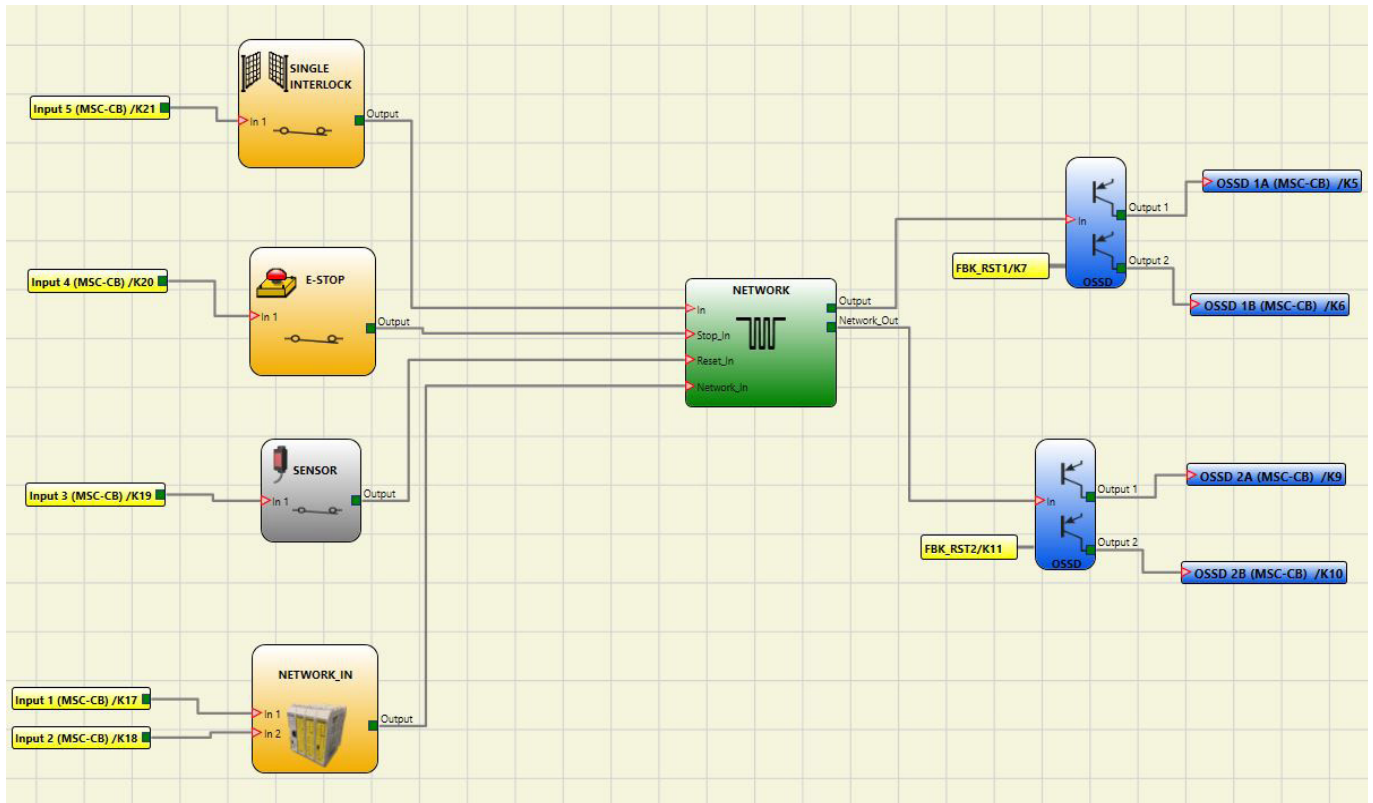 SINGLE
INTERLOCK
Input 5 (MSC-CB) /K21
In 1
Output
E-STOP
Input 4 (MSC-CB) /K20
In 1
Output
SENSOR
Input 3 (MSC-CB) /K19
In 1
Output
NETWORK_IN
Input 1 (MSC-CB) /K17
Input 2 (MSC-CB) /K18
In 1
In 2
Output
NETWORK
In
Stop_In
Reset_In
Network_In
Output
Network_Out
In
FBK_RST1/K7
Output 1
Output 2
OSSD
OSSD 1A (MSC-CB) /K5
OSSD 1B (MSC-CB) /K6
In
FBK_RST2/K11
Output 1
Output 2
OSSD
OSSD 2A (MSC-CB) /K9
OSSD 2B (MSC-CB) /K10